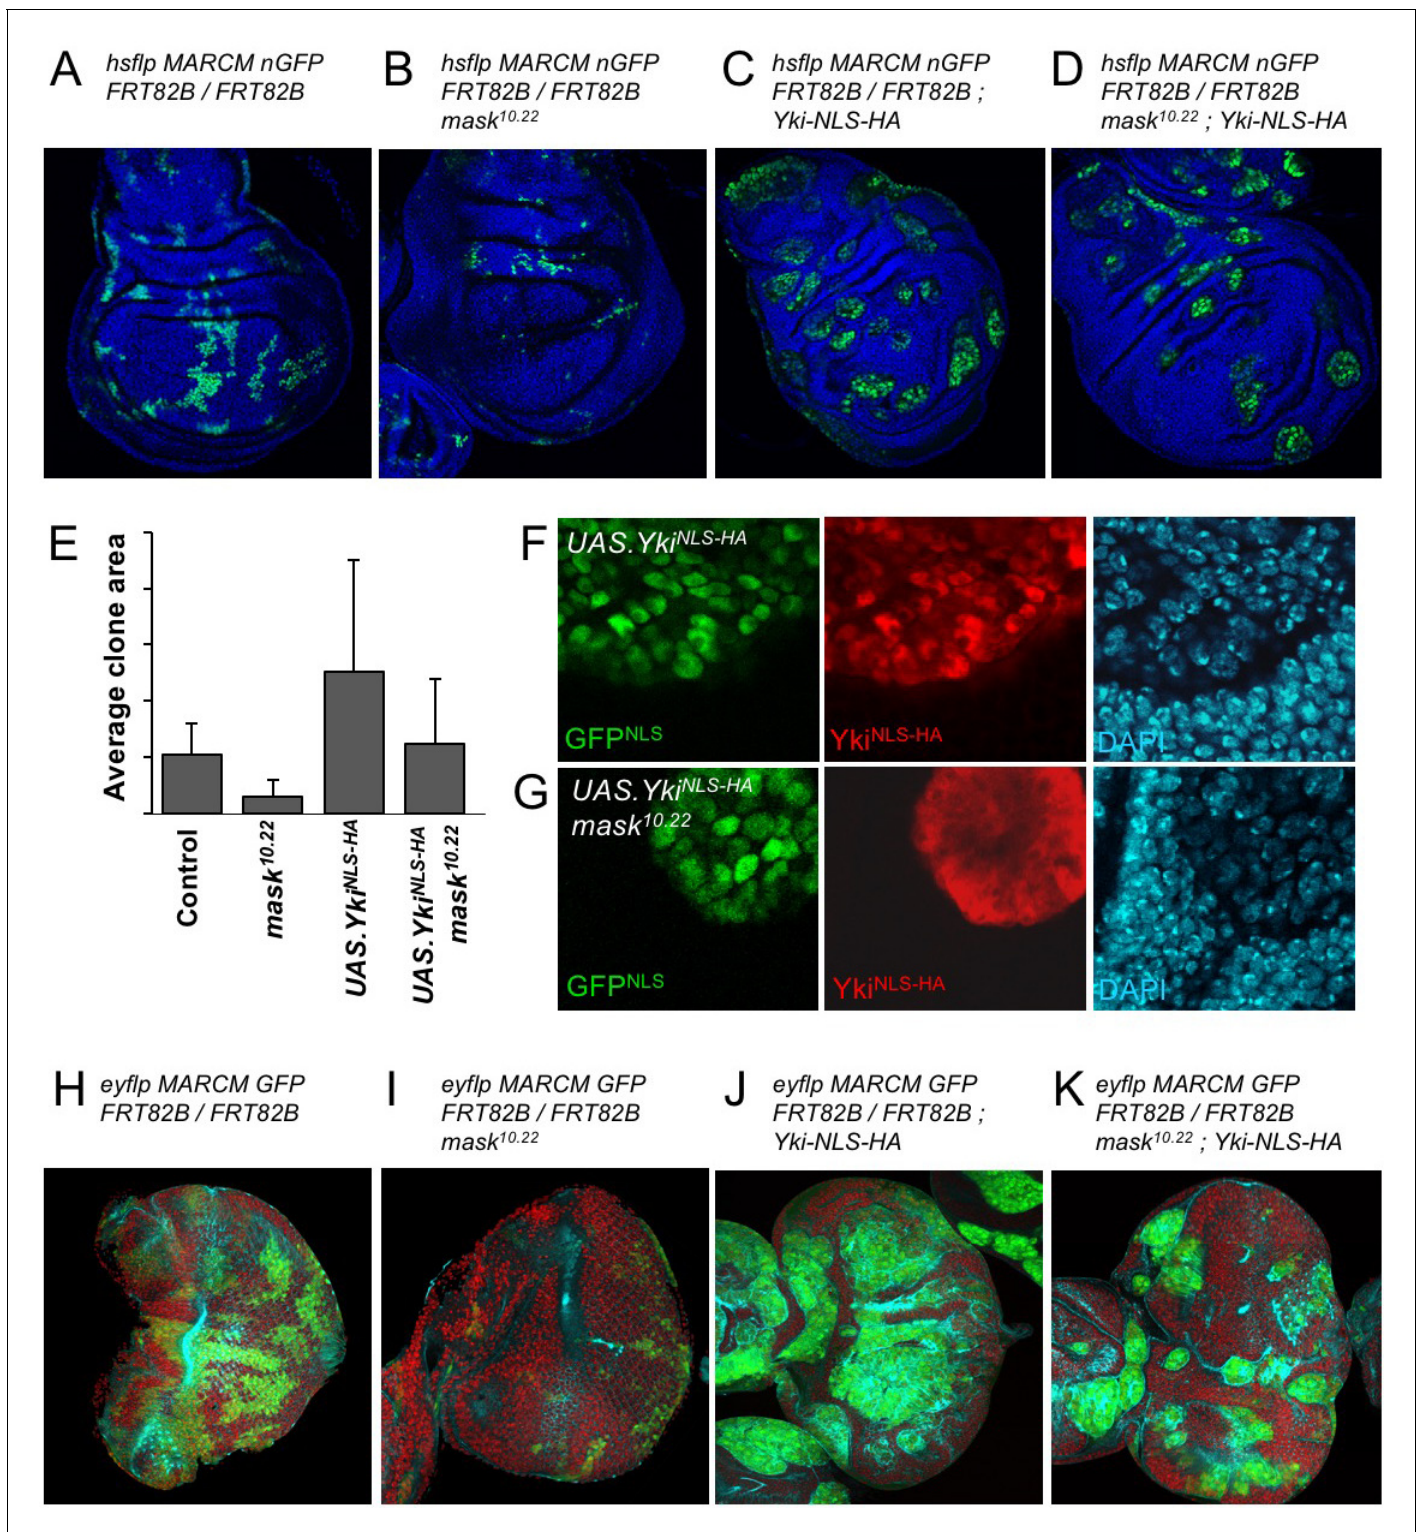 A hsflp MARCM nGFP
FRT82B / FRT82B
B hsflp MARCM nGFP
FRT82B / FRT82B
mask10.22
C hsflp MARCM nGFP
FRT82B / FRT82B ;
Yki-NLS-HA
D hsflp MARCM nGFP
FRT82B / FRT82B
mask10.22 ; Yki-NLS-HA
E
Average clone area
Control
mask10.22
UAS.YkiNLS-HA
UAS.YkiNLS-HA
mask10.22
F UAS.YkiNLS-HA
GFPNLS
YkiNLS-HA
DAPI
G UAS.YkiNLS-HA
mask10.22
GFPNLS
YkiNLS-HA
DAPI
H eyflp MARCM GFP
FRT82B / FRT82B
I eyflp MARCM GFP
FRT82B / FRT82B
mask10.22
J eyflp MARCM GFP
FRT82B / FRT82B ;
Yki-NLS-HA
K eyflp MARCM GFP
FRT82B / FRT82B
mask10.22 ; Yki-NLS-HA